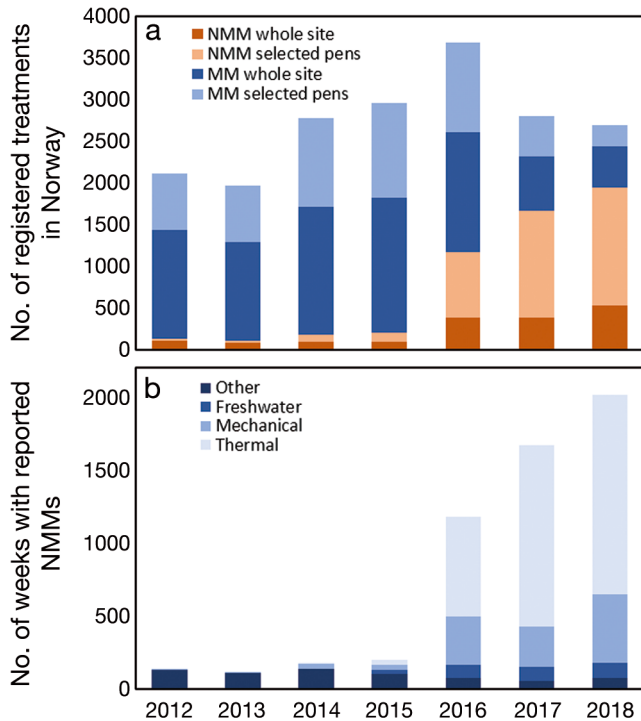 a
NMM whole site
NMM selected pens
MM whole site
MM selected pens
No. of registered treatments
in Norway
4000
3500
3000
2500
2000
1500
1000
500
0
b
Other
Freshwater
Mechanical
Thermal
No. of weeks with reported
NMMs
2000
1500
1000
500
0
2012 2013 2014 2015 2016 2017 2018